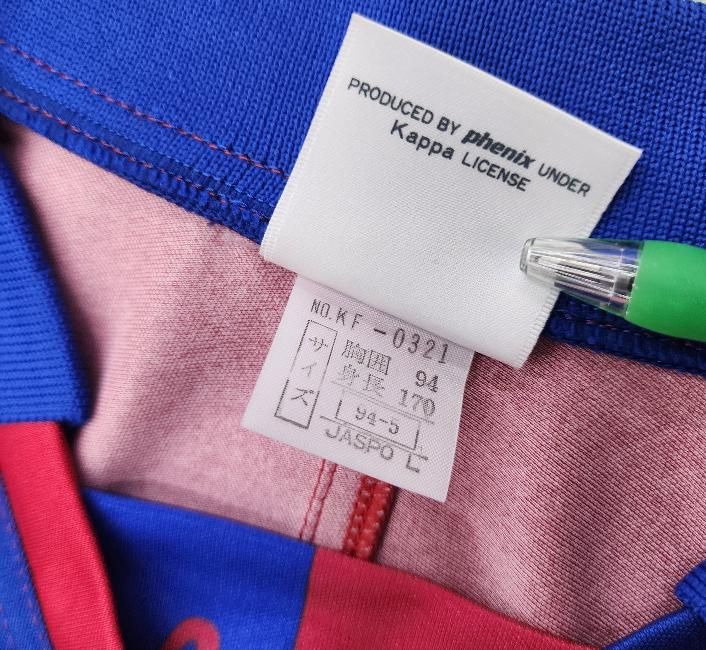 PRODUCED BY phenix UNDER
Kappa LICENSE
NO. KF-0321
サイズ
胸囲 94
身長 170
94-5
JASPO L